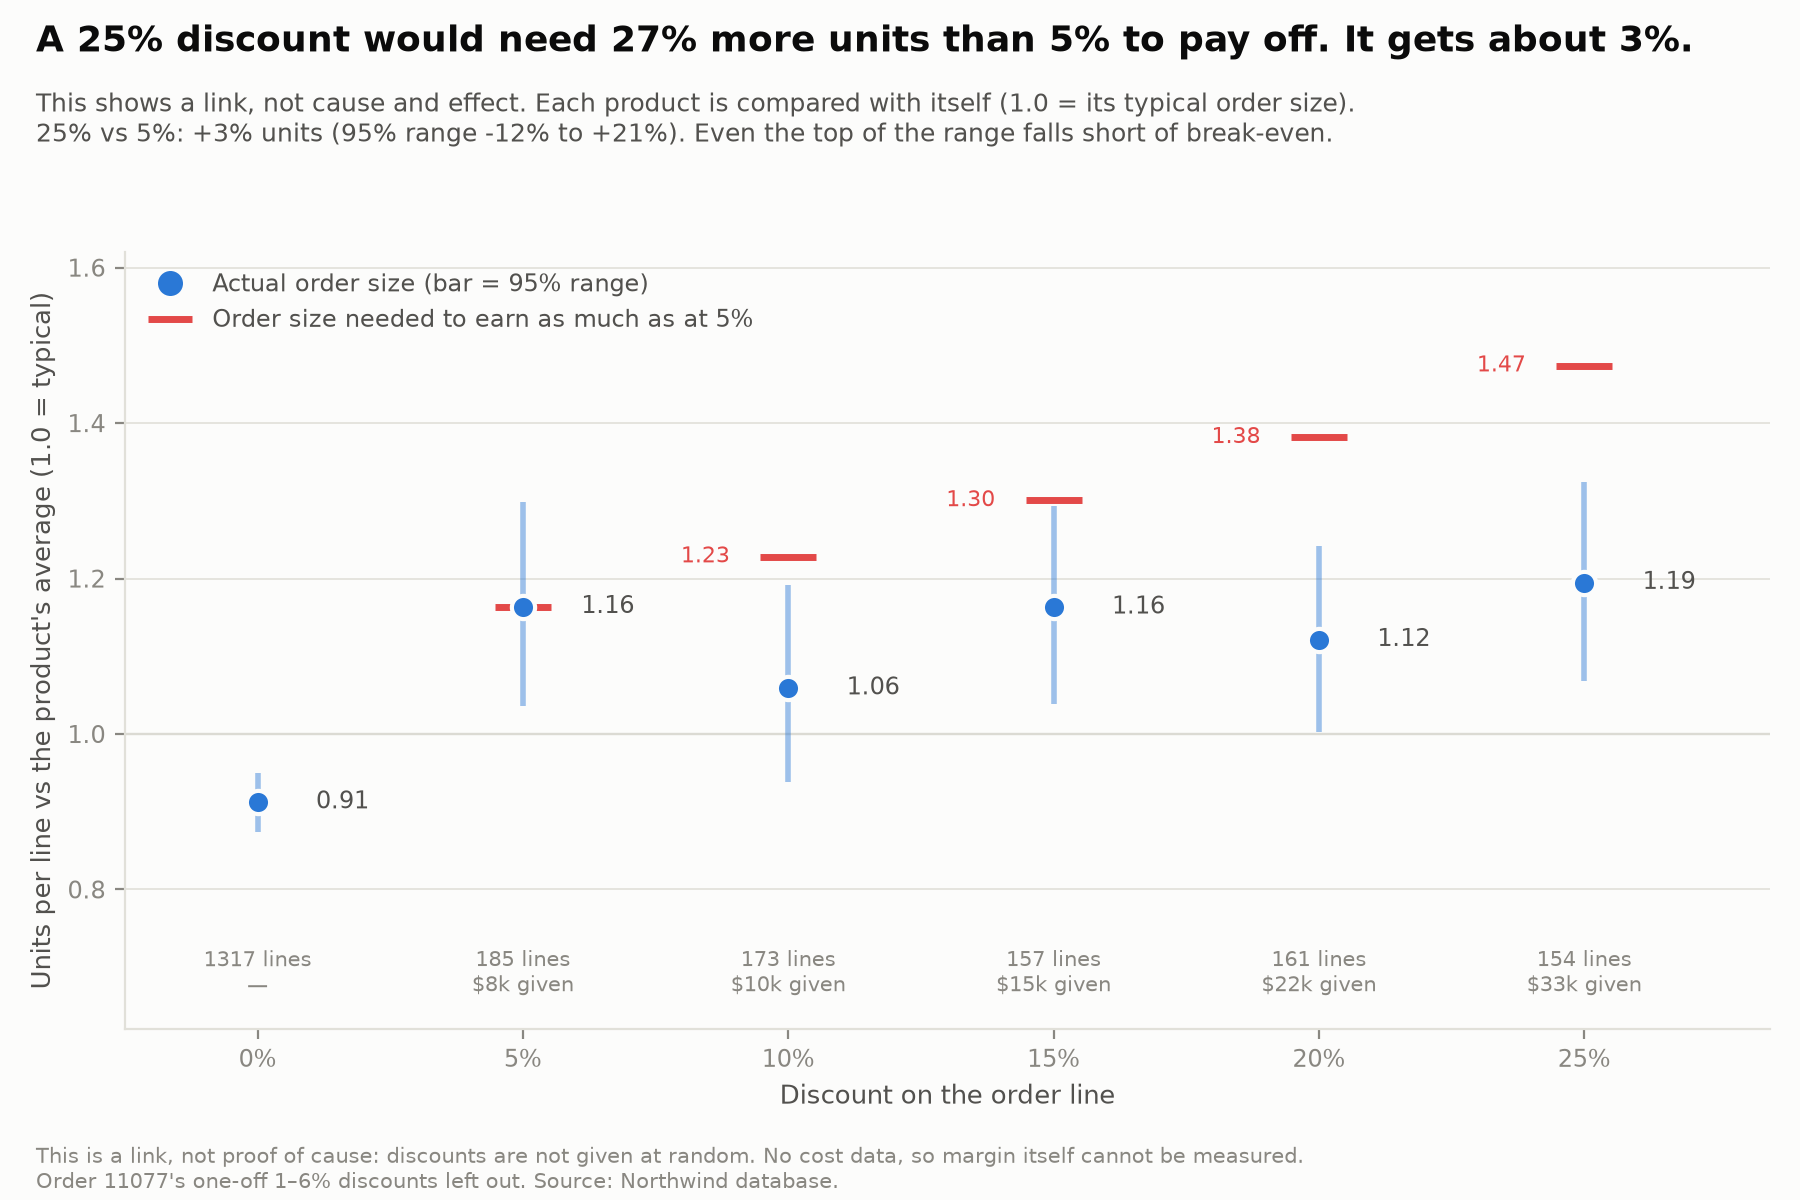 A 25% discount would need 27% more units than 5% to pay off. It gets about 3%.
This shows a link, not cause and effect. Each product is compared with itself (1.0 = its typical order size).
25% vs 5%: +3% units (95% range -12% to +21%). Even the top of the range falls short of break-even.
Units per line vs the product's average (1.0 = typical)
1.6
1.4
1.2
1.0
0.8
Actual order size (bar = 95% range)
Order size needed to earn as much as at 5%
0.91
1.16
1.23
1.06
1.30
1.16
1.38
1.12
1.47
1.19
1317 lines
—
185 lines
$8k given
173 lines
$10k given
157 lines
$15k given
161 lines
$22k given
154 lines
$33k given
0%
5%
10%
15%
20%
25%
Discount on the order line
This is a link, not proof of cause: discounts are not given at random. No cost data, so margin itself cannot be measured.
Order 11077's one-off 1–6% discounts left out. Source: Northwind database.